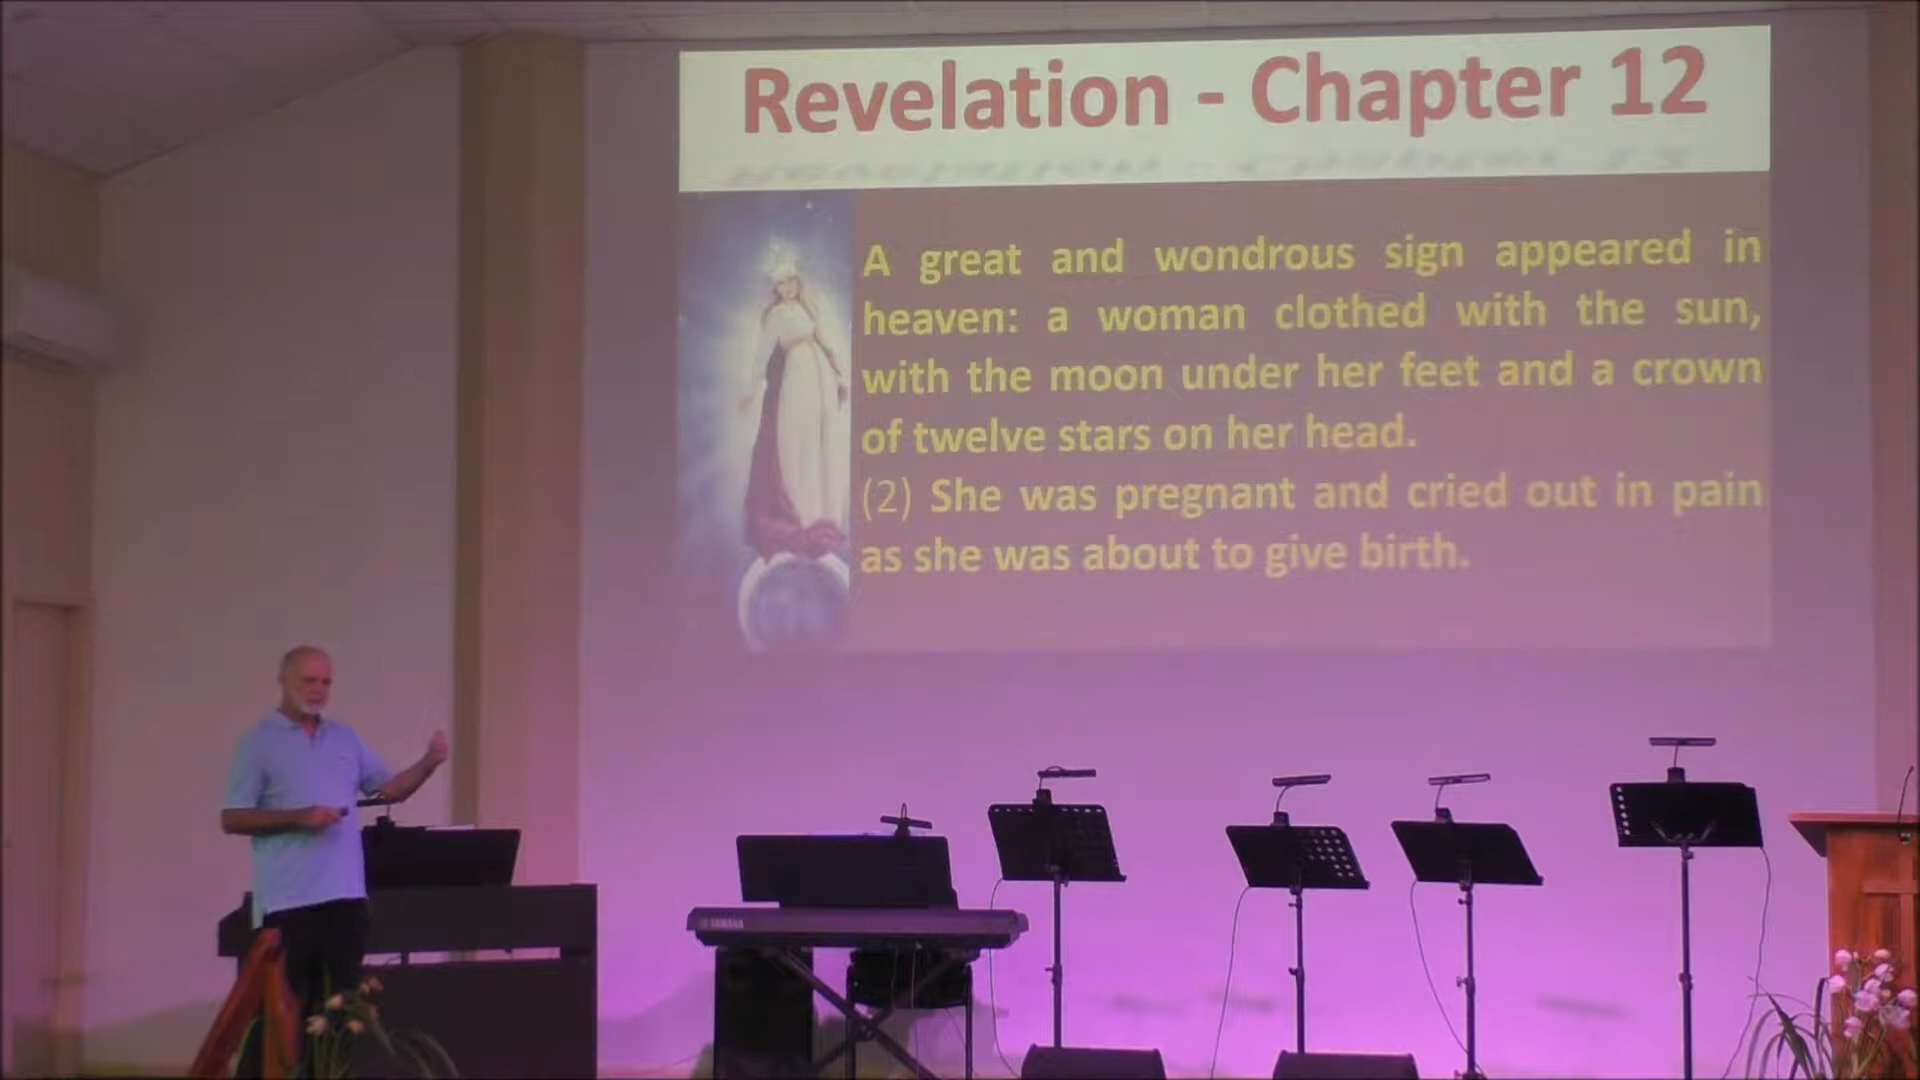 Revelation - Chapter 12
A great and wondrous sign appeared in
heaven: a woman clothed with the sun,
with the moon under her feet and a crown
of twelve stars on her head.
(2) She was pregnant and cried out in pain
as she was about to give birth.
YAMAHA